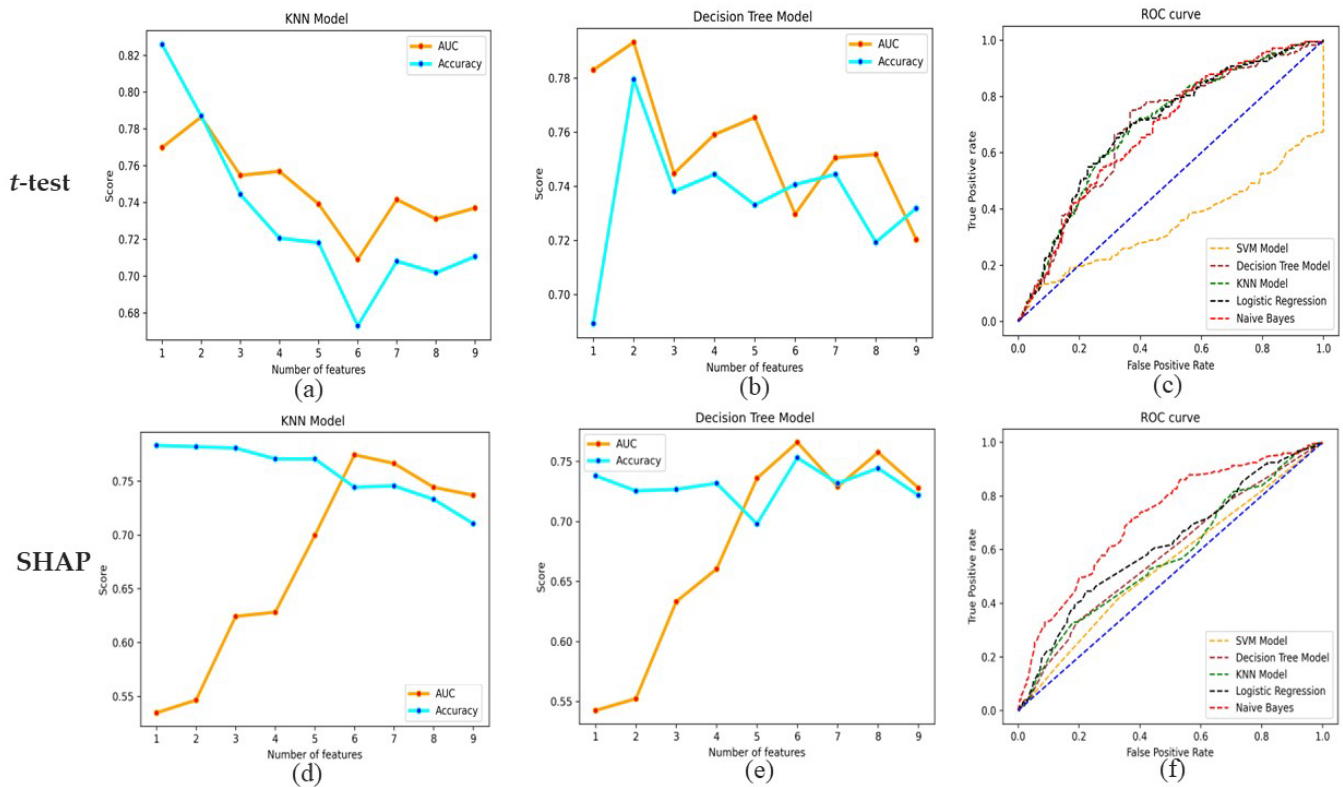 t-test
KNN Model
AUC
Accuracy
Score
0.82
0.80
0.78
0.76
0.74
0.72
0.70
0.68
1 2 3 4 5 6 7 8 9
Number of features
(a)
Decision Tree Model
AUC
Accuracy
Score
0.78
0.76
0.74
0.72
0.70
1 2 3 4 5 6 7 8 9
Number of features
(b)
ROC curve
True Positive rate
1.0
0.8
0.6
0.4
0.2
0.0
SVM Model
Decision Tree Model
KNN Model
Logistic Regression
Naive Bayes
0.0 0.2 0.4 0.6 0.8 1.0
False Positive Rate
(c)
SHAP
KNN Model
Score
0.75
0.70
0.65
0.60
0.55
AUC
Accuracy
1 2 3 4 5 6 7 8 9
Number of features
(d)
Decision Tree Model
AUC
Accuracy
Score
0.75
0.70
0.65
0.60
0.55
1 2 3 4 5 6 7 8 9
Number of features
(e)
ROC curve
True Positive rate
1.0
0.8
0.6
0.4
0.2
0.0
SVM Model
Decision Tree Model
KNN Model
Logistic Regression
Naive Bayes
0.0 0.2 0.4 0.6 0.8 1.0
False Positive Rate
(f)